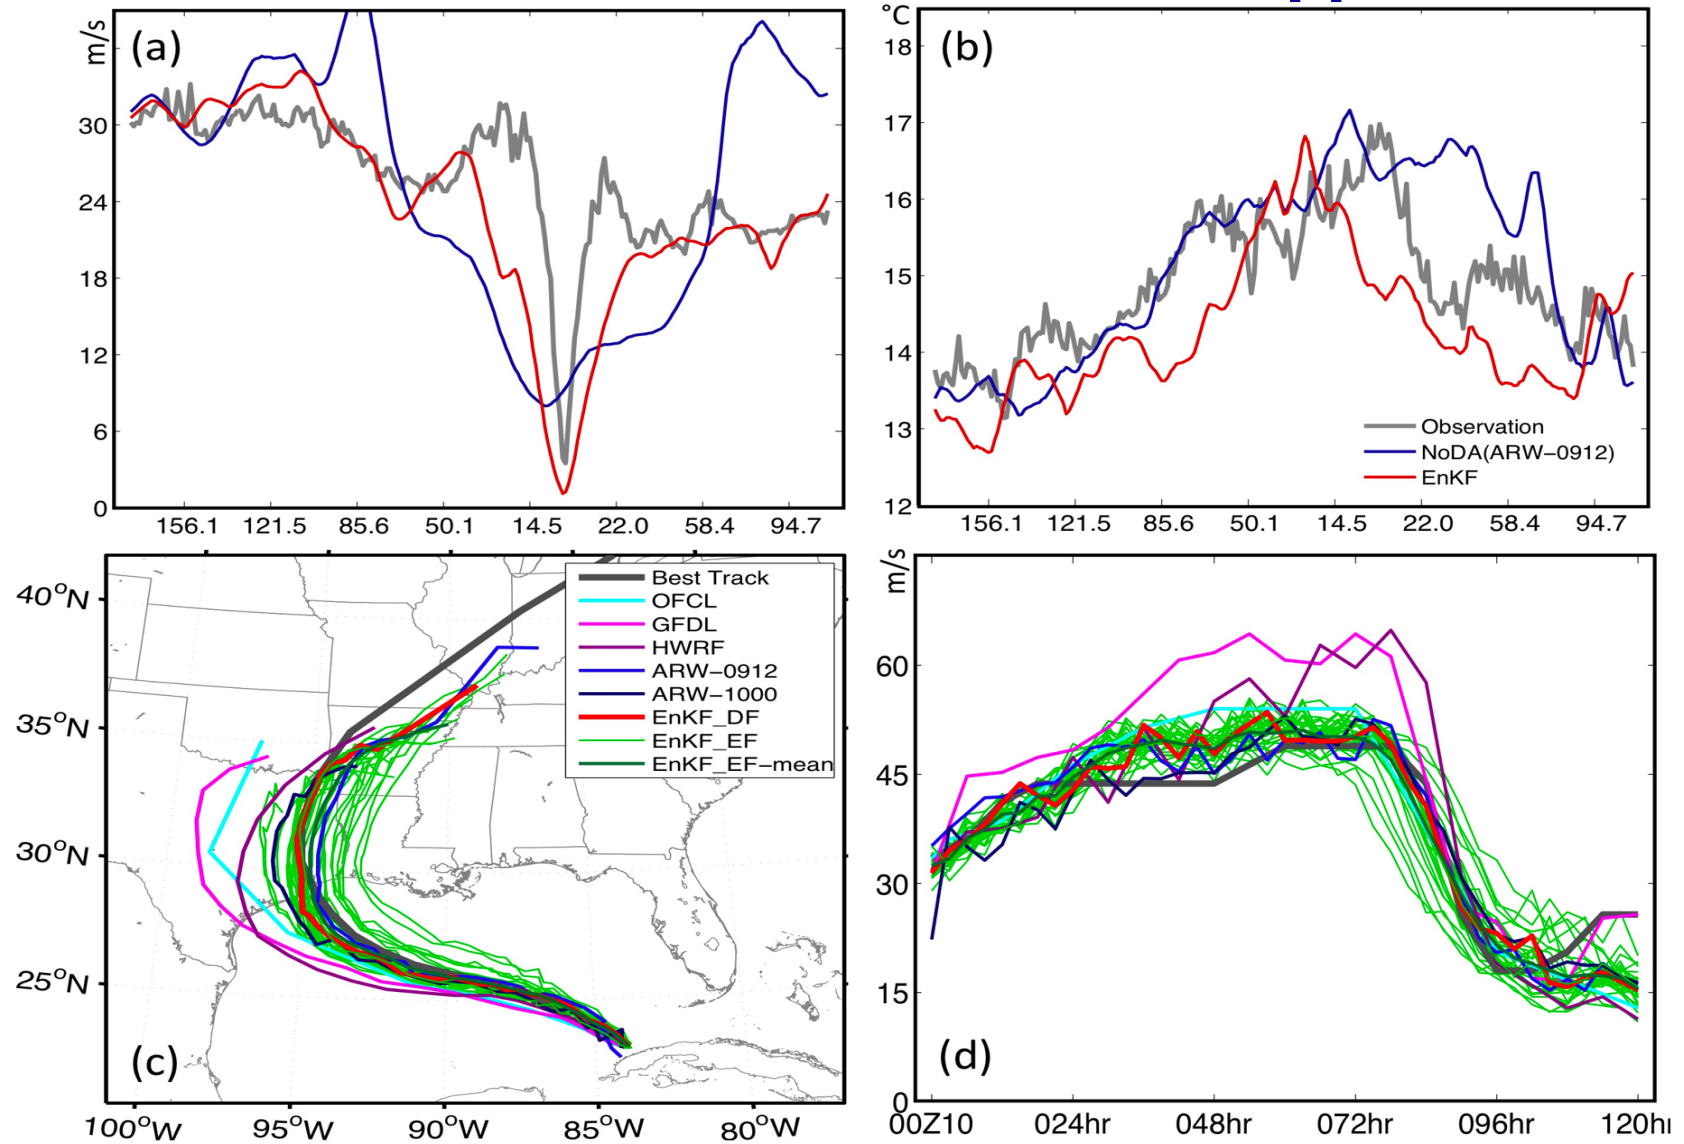 m/s
(a)
30
24
18
12
6
0
156.1 121.5 85.6 50.1 14.5 22.0 58.4 94.7
°C
(b)
18
17
16
15
14
13
12
Observation
NoDA(ARW−0912)
EnKF
156.1 121.5 85.6 50.1 14.5 22.0 58.4 94.7
40°N
35°N
30°N
25°N
Best Track
OFCL
GFDL
HWRF
ARW−0912
ARW−1000
EnKF_DF
EnKF_EF
EnKF_EF−mean
(c)
100°W 95°W 90°W 85°W 80°W
m/s
60
45
30
15
0
(d)
00Z10 024hr 048hr 072hr 096hr 120h